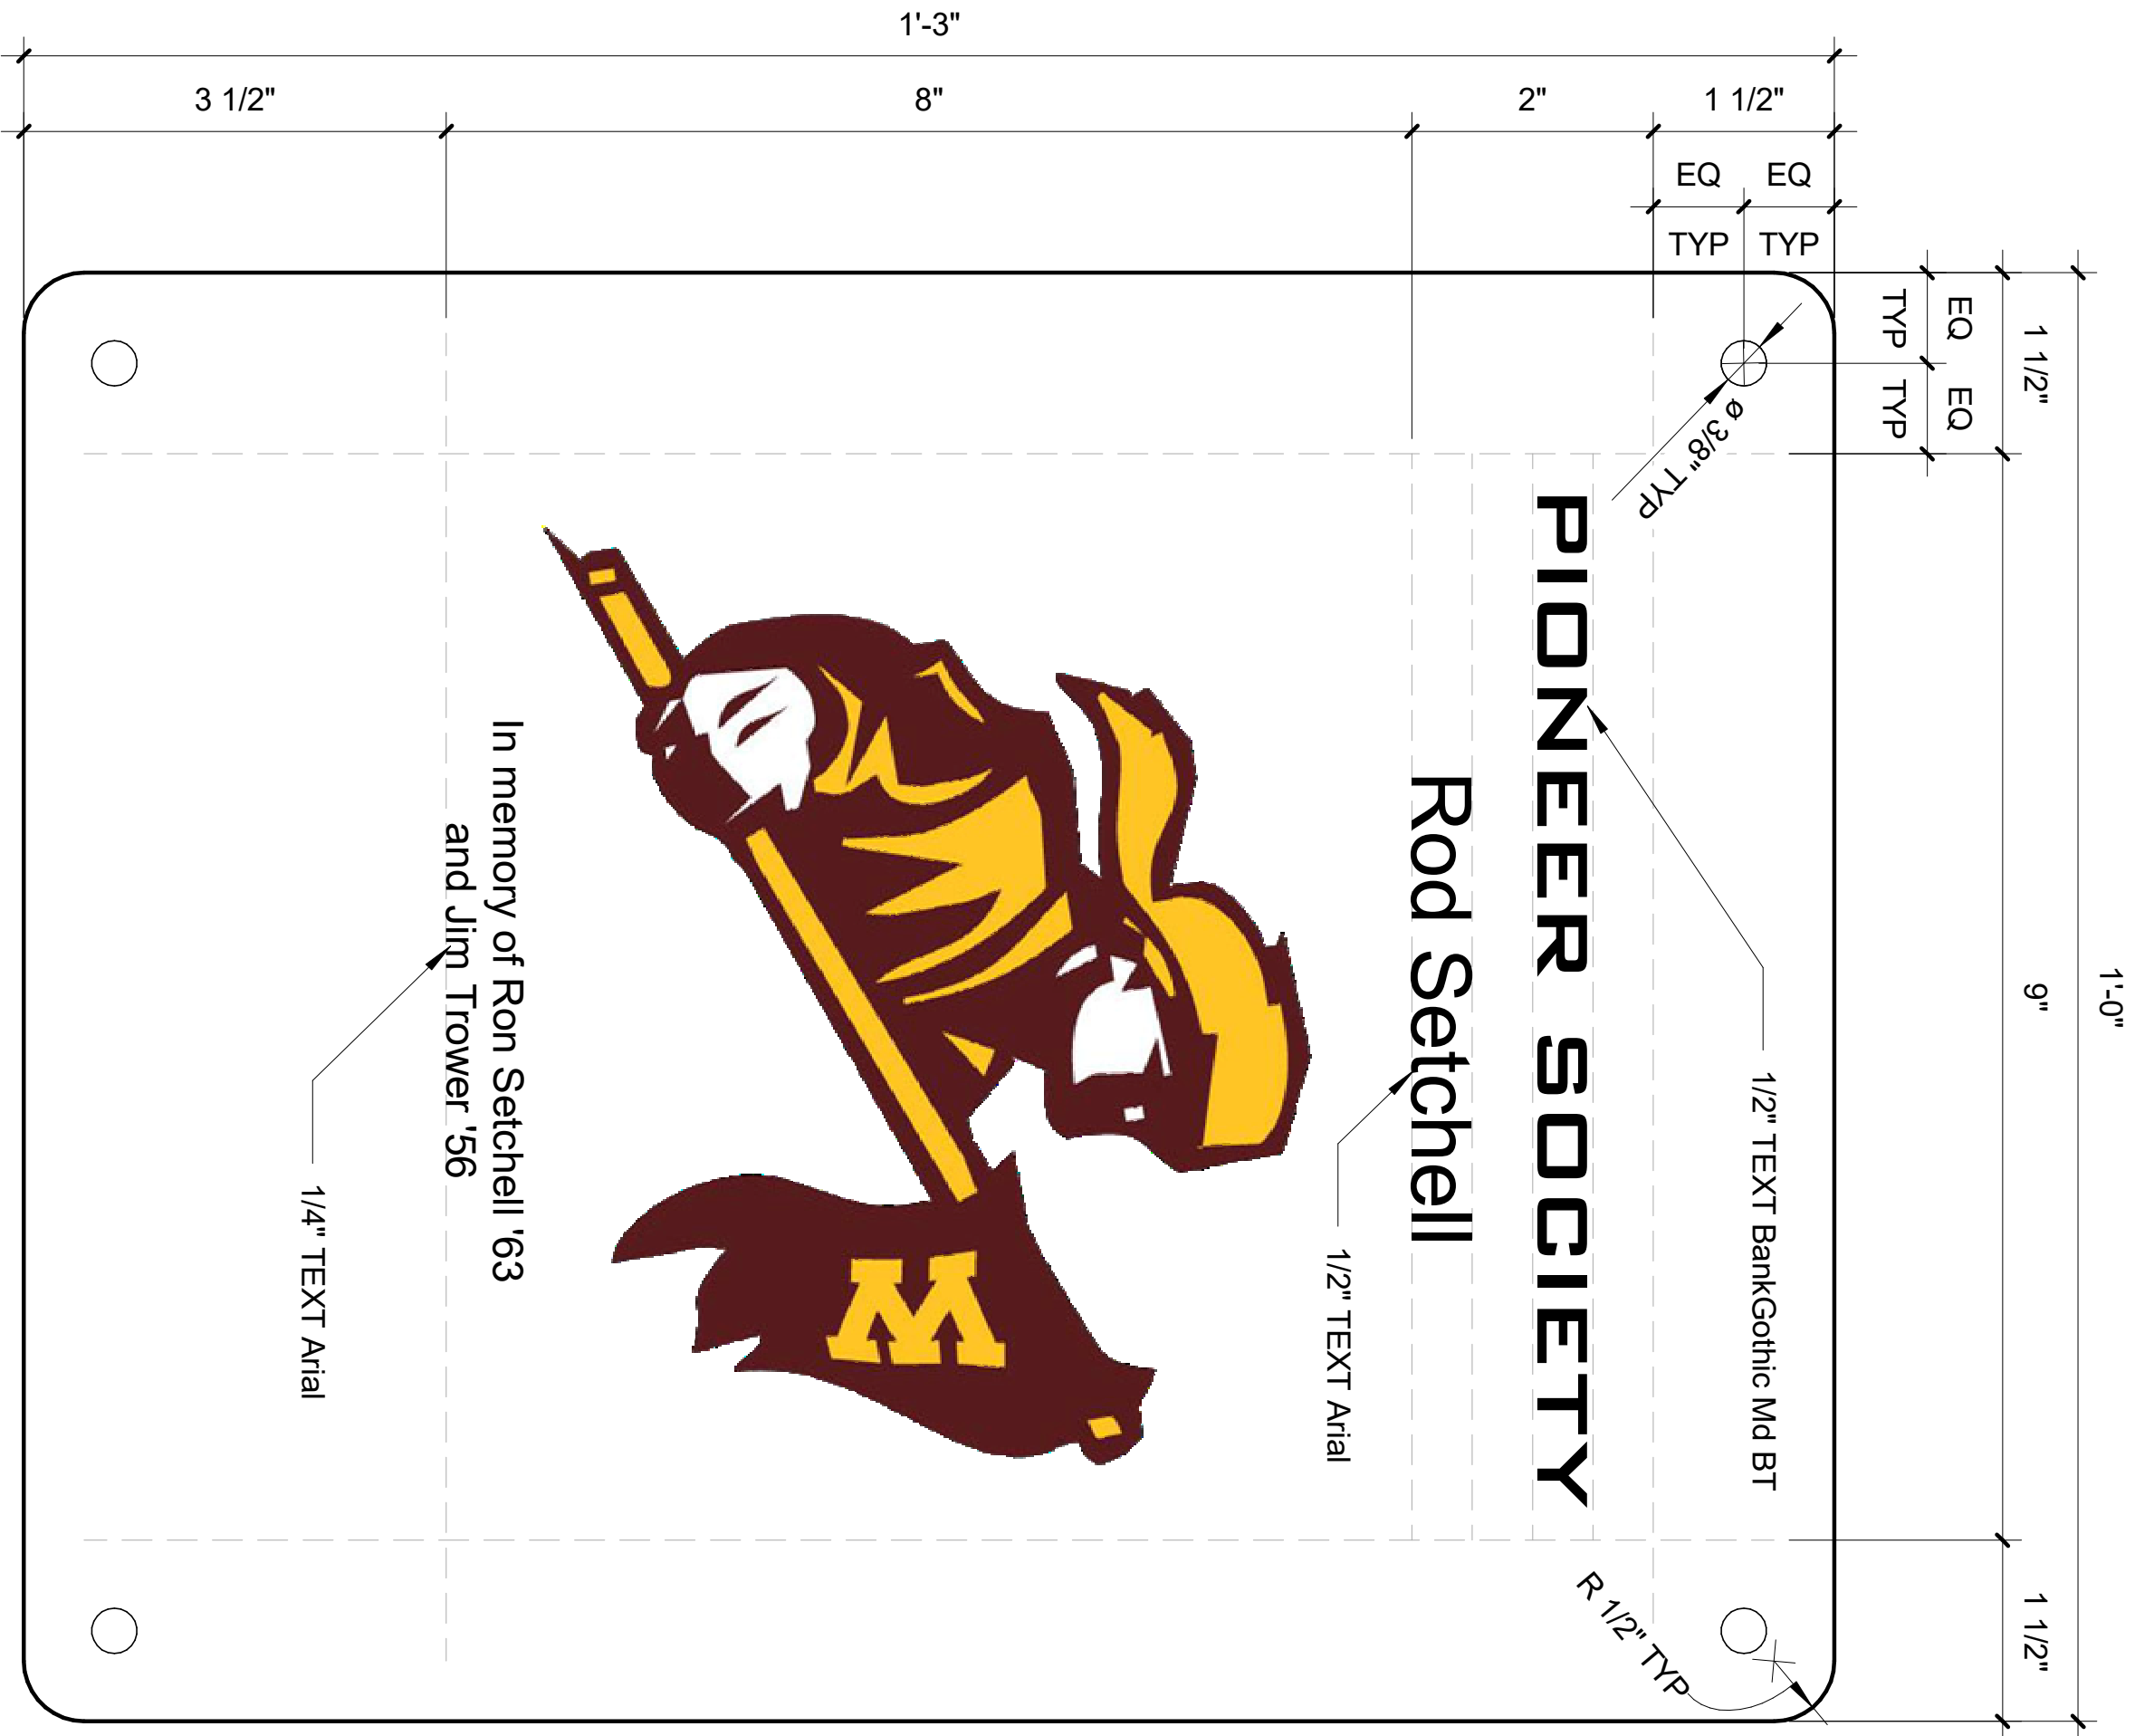 1'-3"
3 1/2"
8"
2"
1 1/2"
EQ
EQ
TYP
TYP
1'-0"
1 1/2"
9"
1 1/2"
EQ
EQ
TYP
TYP
ø 3/8" TYP
1/2" TEXT BankGothic Md BT
PIONEER SOCIETY
Rod Setchell
1/2" TEXT Arial
M
In memory of Ron Setchell '63
and Jim Trower '56
1/4" TEXT Arial
R 1/2" TYP